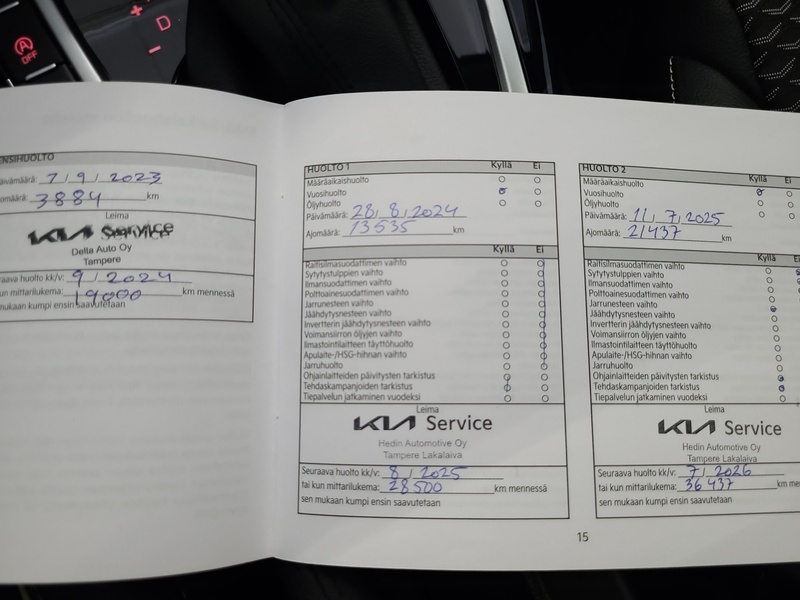 OFF
+
D
-
ENSIHUOLTO
äivämäärä: 7/9/2023
jomäärä: 3884 km
Leima
KIA Service
Delta Auto Oy
Tampere
raava huolto kk/v: 9/2024
kun mittarilukema: 19000 km mennessä
mukaan kumpi ensin saavutetaan
HUOLTO 1 Kyllä Ei
Määräaikaishuolto
Vuosihuolto
Öljyhuolto
Päivämäärä: 28/8/2024
Ajomäärä: 13535 km
Kyllä Ei
Raitisilmasuodattimen vaihto
Sytytystulppien vaihto
Ilmansuodattimen vaihto
Polttoainesuodattimen vaihto
Jarrunesteen vaihto
Jäähdytysnesteen vaihto
Invertterin jäähdytysnesteen vaihto
Voimansiirron öljyjen vaihto
Ilmastointilaitteen täyttöhuolto
Apulaite-/HSG-hihnan vaihto
Jarruhuolto
Ohjainlaitteiden päivitysten tarkistus
Tehdaskampanjoiden tarkistus
Tiepalvelun jatkaminen vuodeksi
Leima
KIA Service
Hedin Automotive Oy
Tampere Lakalaiva
Seuraava huolto kk/v: 8/2025
tai kun mittarilukema: 28500 km mennessä
sen mukaan kumpi ensin saavutetaan
15
HUOLTO 2 Kyllä Ei
Määräaikaishuolto
Vuosihuolto
Öljyhuolto
Päivämäärä: 11/7/2025
Ajomäärä: 21437 km
Kyllä Ei
Raitisilmasuodattimen vaihto
Sytytystulppien vaihto
Ilmansuodattimen vaihto
Polttoainesuodattimen vaihto
Jarrunesteen vaihto
Jäähdytysnesteen vaihto
Invertterin jäähdytysnesteen vaihto
Voimansiirron öljyjen vaihto
Ilmastointilaitteen täyttöhuolto
Apulaite-/HSG-hihnan vaihto
Jarruhuolto
Ohjainlaitteiden päivitysten tarkistus
Tehdaskampanjoiden tarkistus
Tiepalvelun jatkaminen vuodeksi
Leima
KIA Service
Hedin Automotive Oy
Tampere Lakalaiva
Seuraava huolto kk/v: 7/2026
tai kun mittarilukema: 36437 km me
sen mukaan kumpi ensin saavutetaan